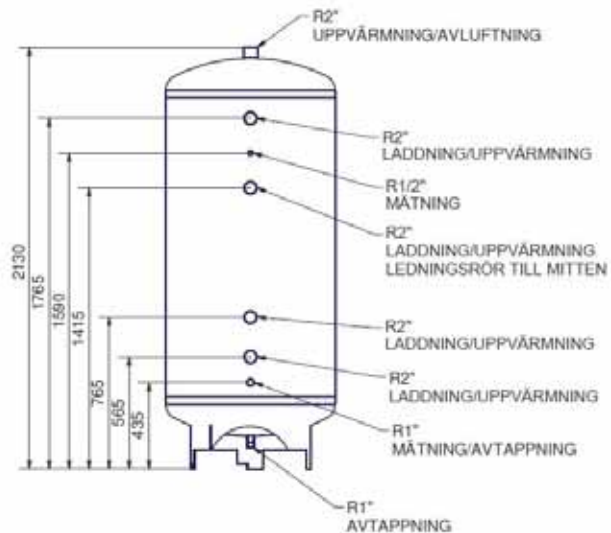 R2"
UPPVÄRMNING/AVLUFTNING
R2"
LADDNING/UPPVÄRMNING
R1/2"
MÄTNING
R2"
LADDNING/UPPVÄRMNING
LEDNINGSRÖR TILL MITTEN
R2"
LADDNING/UPPVÄRMNING
R2"
LADDNING/UPPVÄRMNING
R1"
MÄTNING/AVTAPPNING
R1"
AVTAPPNING
2130
1765
1590
1415
765
565
435